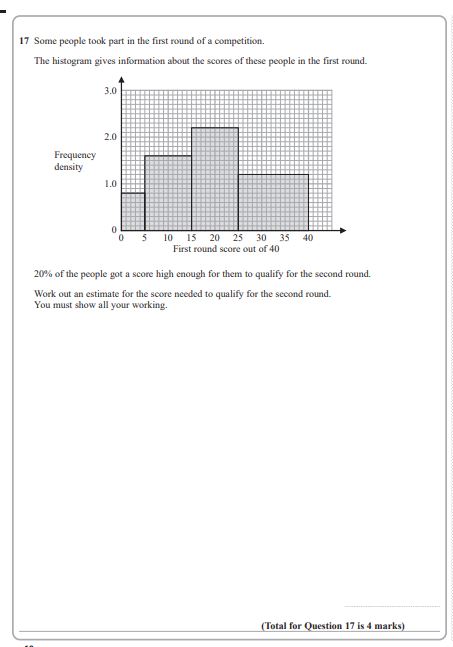 17 Some people took part in the first round of a competition.
The histogram gives information about the scores of these people in the first round.
3.0
2.0
Frequency
density
1.0
0
0 5 10 15 20 25 30 35 40
First round score out of 40
20% of the people got a score high enough for them to qualify for the second round.
Work out an estimate for the score needed to qualify for the second round.
You must show all your working.
(Total for Question 17 is 4 marks)